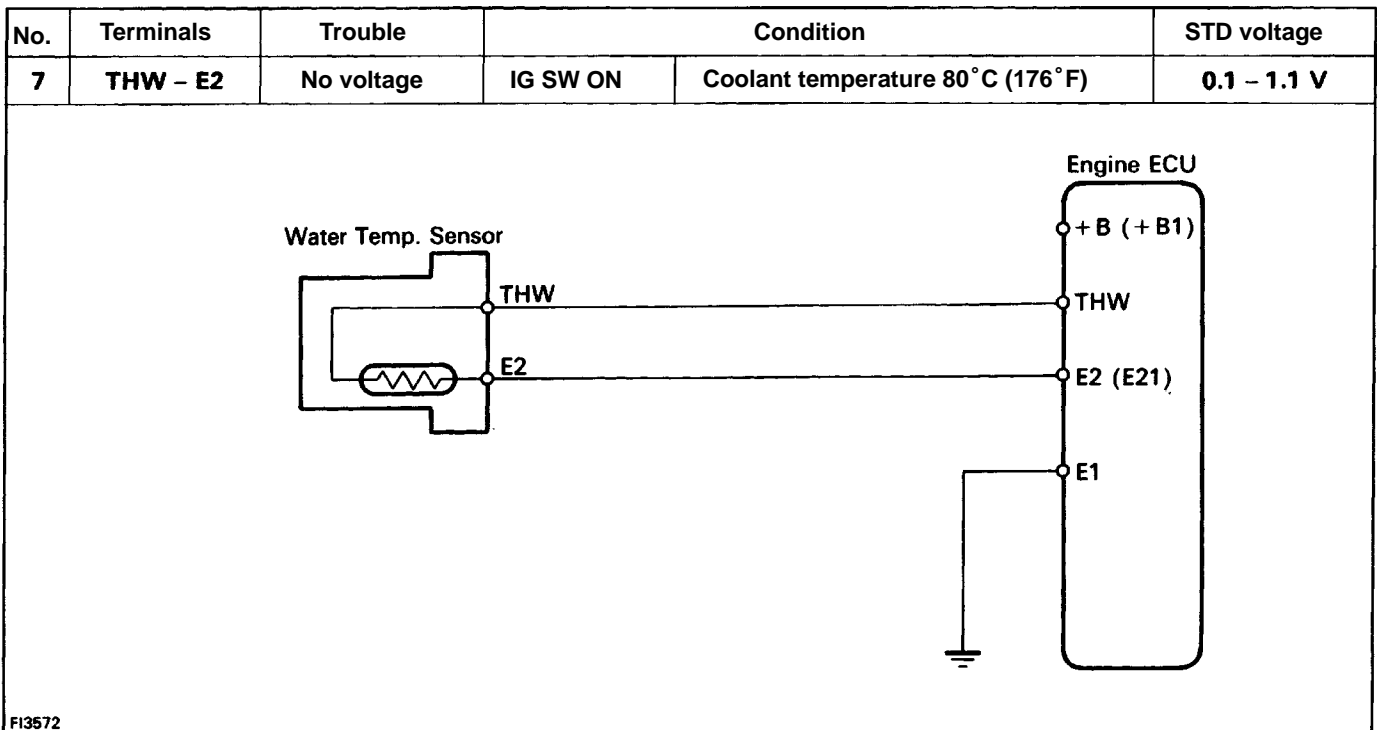 No. Terminals Trouble Condition STD voltage
7 THW – E2 No voltage IG SW ON Coolant temperature 80°C (176°F) 0.1 – 1.1 V
Engine ECU
+B (+B1)
Water Temp. Sensor
THW
THW
E2
E2 (E21)
E1
FI3572